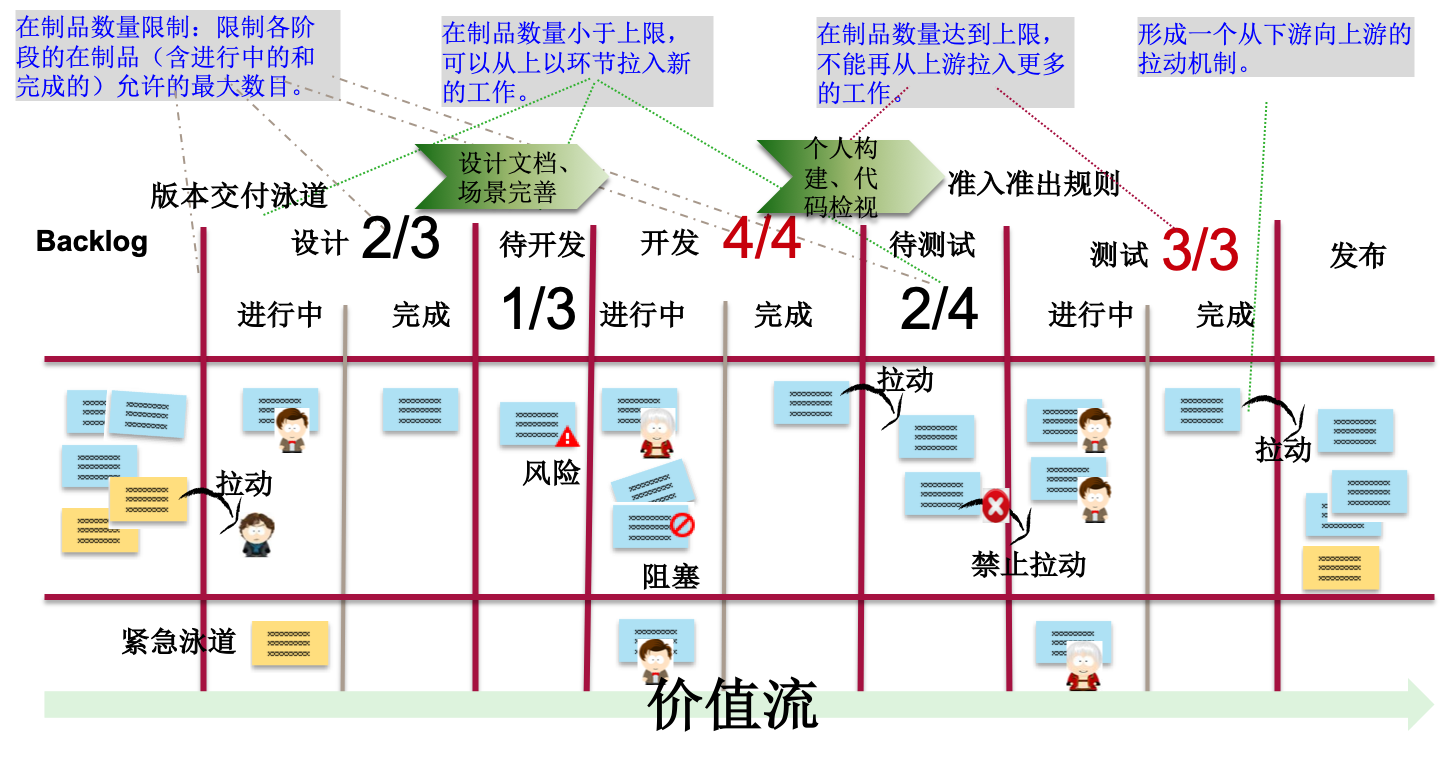 在制品数量限制：限制各阶
段的在制品（含进行中的和
完成的）允许的最大数目。
在制品数量小于上限，
可以从上以环节拉入新
的工作。
在制品数量达到上限，
不能再从上游拉入更多
的工作。
形成一个从下游向上游的
拉动机制。
设计文档、
场景完善
个人构
建、代
码检视
版本交付泳道
准入准出规则
Backlog
设计 2/3
待开发
开发 4/4
待测试
测试 3/3
发布
进行中
完成
1/3
进行中
完成
2/4
进行中
完成
拉动
拉动
拉动
风险
阻塞
禁止拉动
紧急泳道
价值流